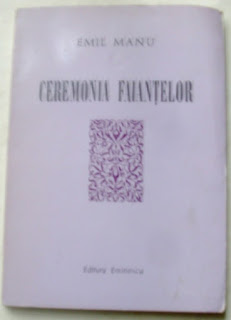 EMIL MANU
CEREMONIA FAIANȚELOR
Editura Eminescu